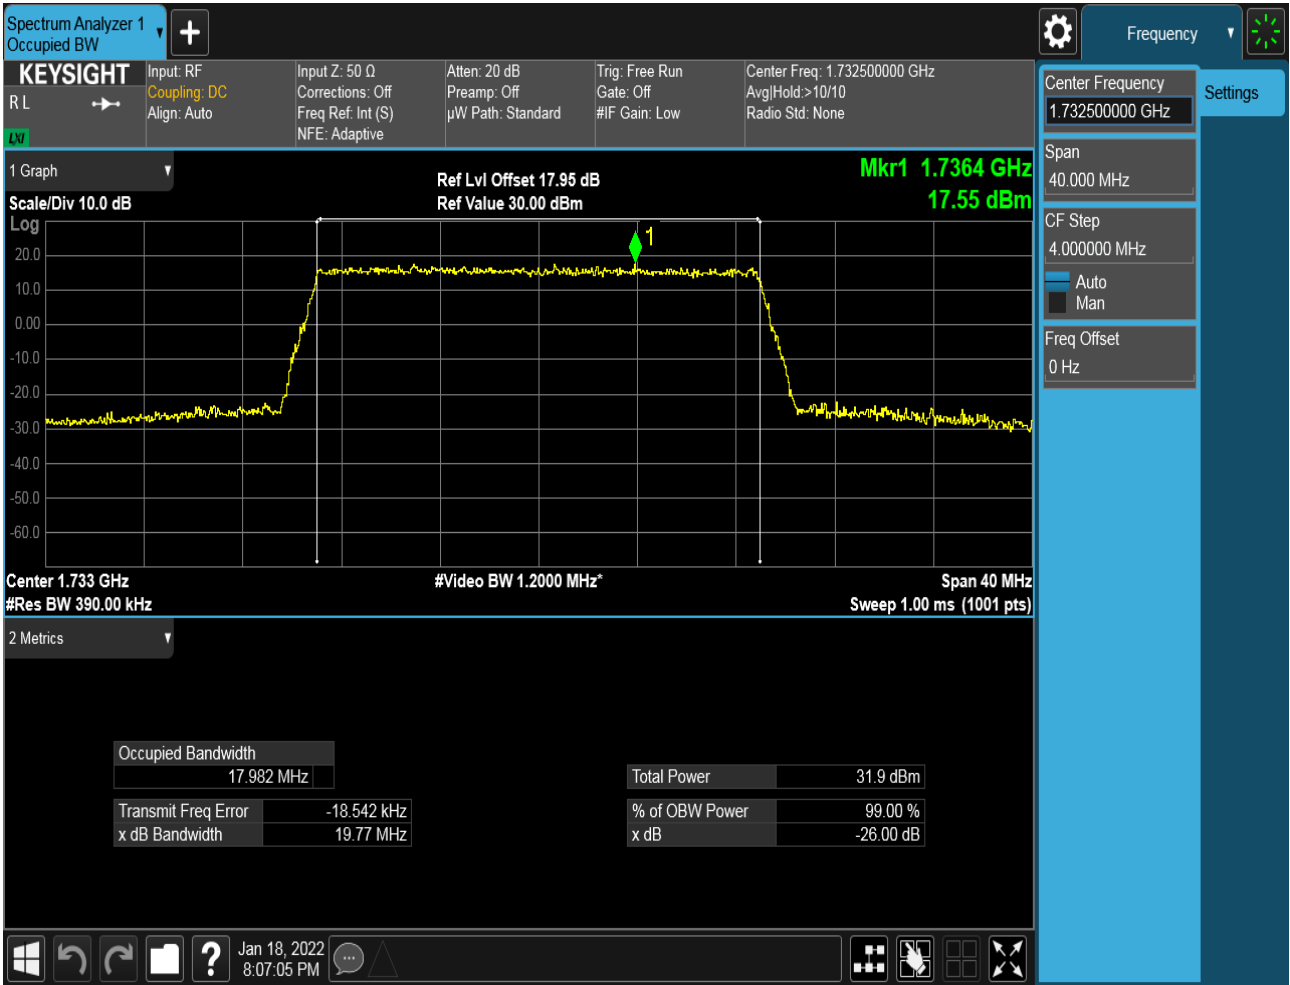 Spectrum Analyzer 1
Occupied BW
Frequency
KEYSIGHT
R L
LXI
Input: RF
Coupling: DC
Align: Auto
Input Z: 50 Ω
Corrections: Off
Freq Ref: Int (S)
NFE: Adaptive
Atten: 20 dB
Preamp: Off
µW Path: Standard
Trig: Free Run
Gate: Off
#IF Gain: Low
Center Freq: 1.732500000 GHz
Avg|Hold:>10/10
Radio Std: None
Center Frequency
1.732500000 GHz
Settings
Span
40.000 MHz
CF Step
4.000000 MHz
Auto
Man
Freq Offset
0 Hz
1 Graph
Scale/Div 10.0 dB
Ref Lvl Offset 17.95 dB
Ref Value 30.00 dBm
Mkr1 1.7364 GHz
17.55 dBm
Log
1
20.0
10.0
0.00
-10.0
-20.0
-30.0
-40.0
-50.0
-60.0
Center 1.733 GHz
#Video BW 1.2000 MHz*
Span 40 MHz
#Res BW 390.00 kHz
Sweep 1.00 ms (1001 pts)
2 Metrics
Occupied Bandwidth
17.982 MHz
Total Power 31.9 dBm
Transmit Freq Error -18.542 kHz
% of OBW Power 99.00 %
x dB Bandwidth 19.77 MHz
x dB -26.00 dB
?
Jan 18, 2022
8:07:05 PM